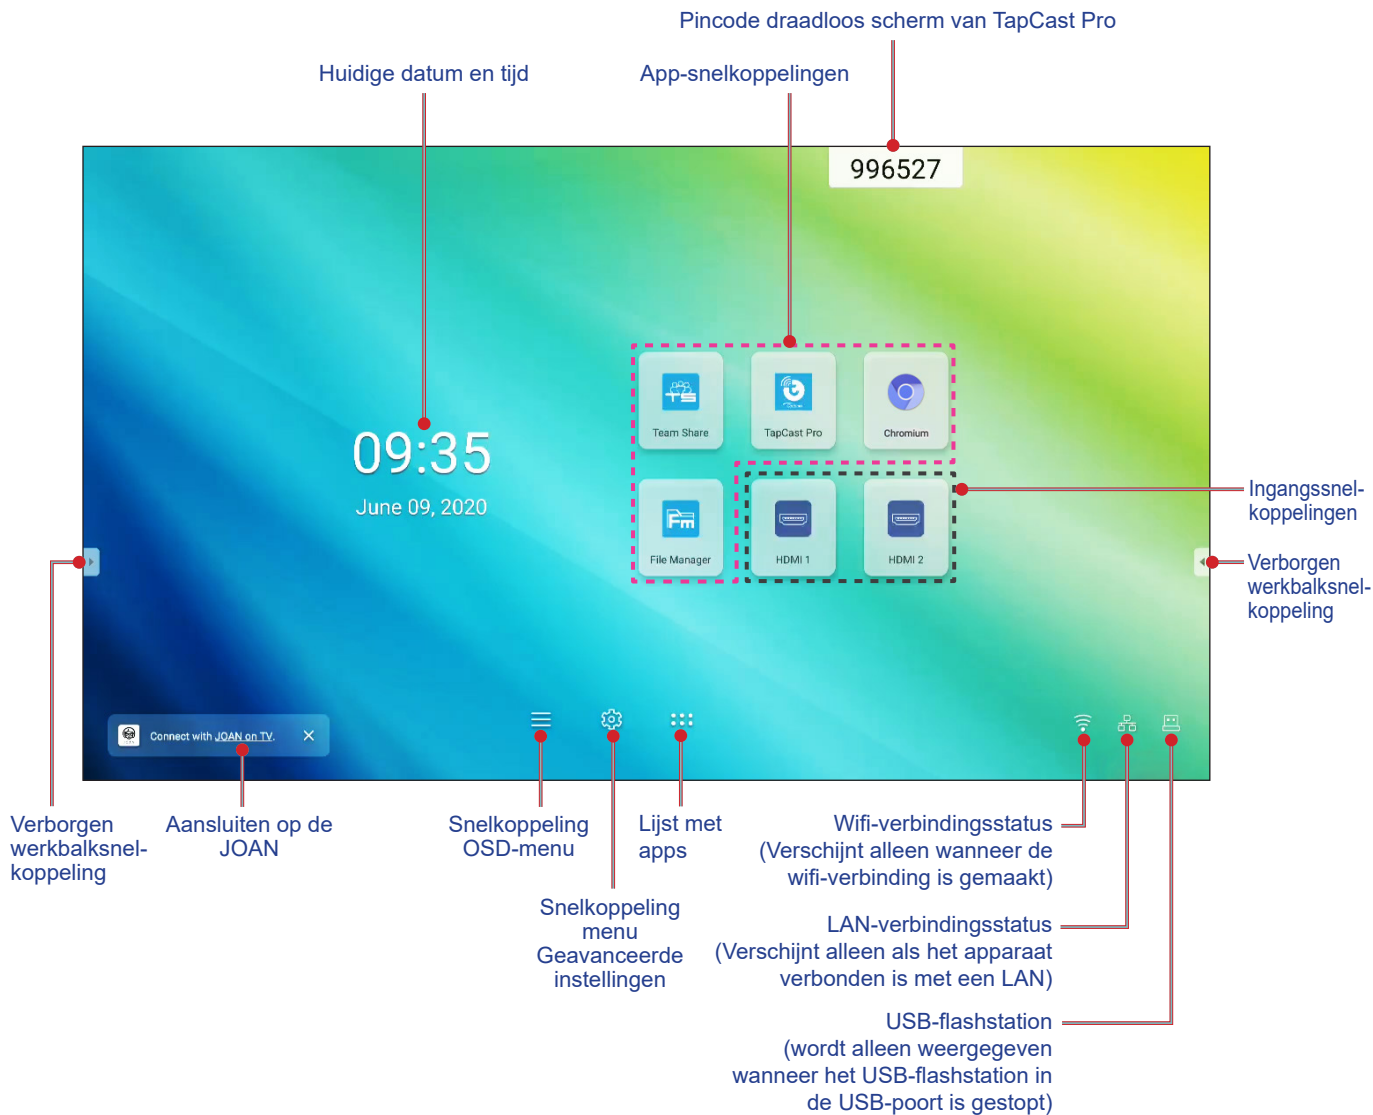 Pincode draadloos scherm van TapCast Pro
Huidige datum en tijd
App-snelkoppelingen
996527
Team Share
TapCast Pro
Chromium
09:35
June 09, 2020
File Manager
HDMI 1
HDMI 2
Ingangssnel-
koppelingen
Verborgen
werkbalksnel-
koppeling
Connect with JOAN on TV.
Verborgen
werkbalksnel-
koppeling
Aansluiten op de
JOAN
Snelkoppeling
OSD-menu
Lijst met
apps
Snelkoppeling
menu
Geavanceerde
instellingen
Wifi-verbindingsstatus
(Verschijnt alleen wanneer de
wifi-verbinding is gemaakt)
LAN-verbindingsstatus
(Verschijnt alleen als het apparaat
verbonden is met een LAN)
USB-flashstation
(wordt alleen weergegeven
wanneer het USB-flashstation in
de USB-poort is gestopt)